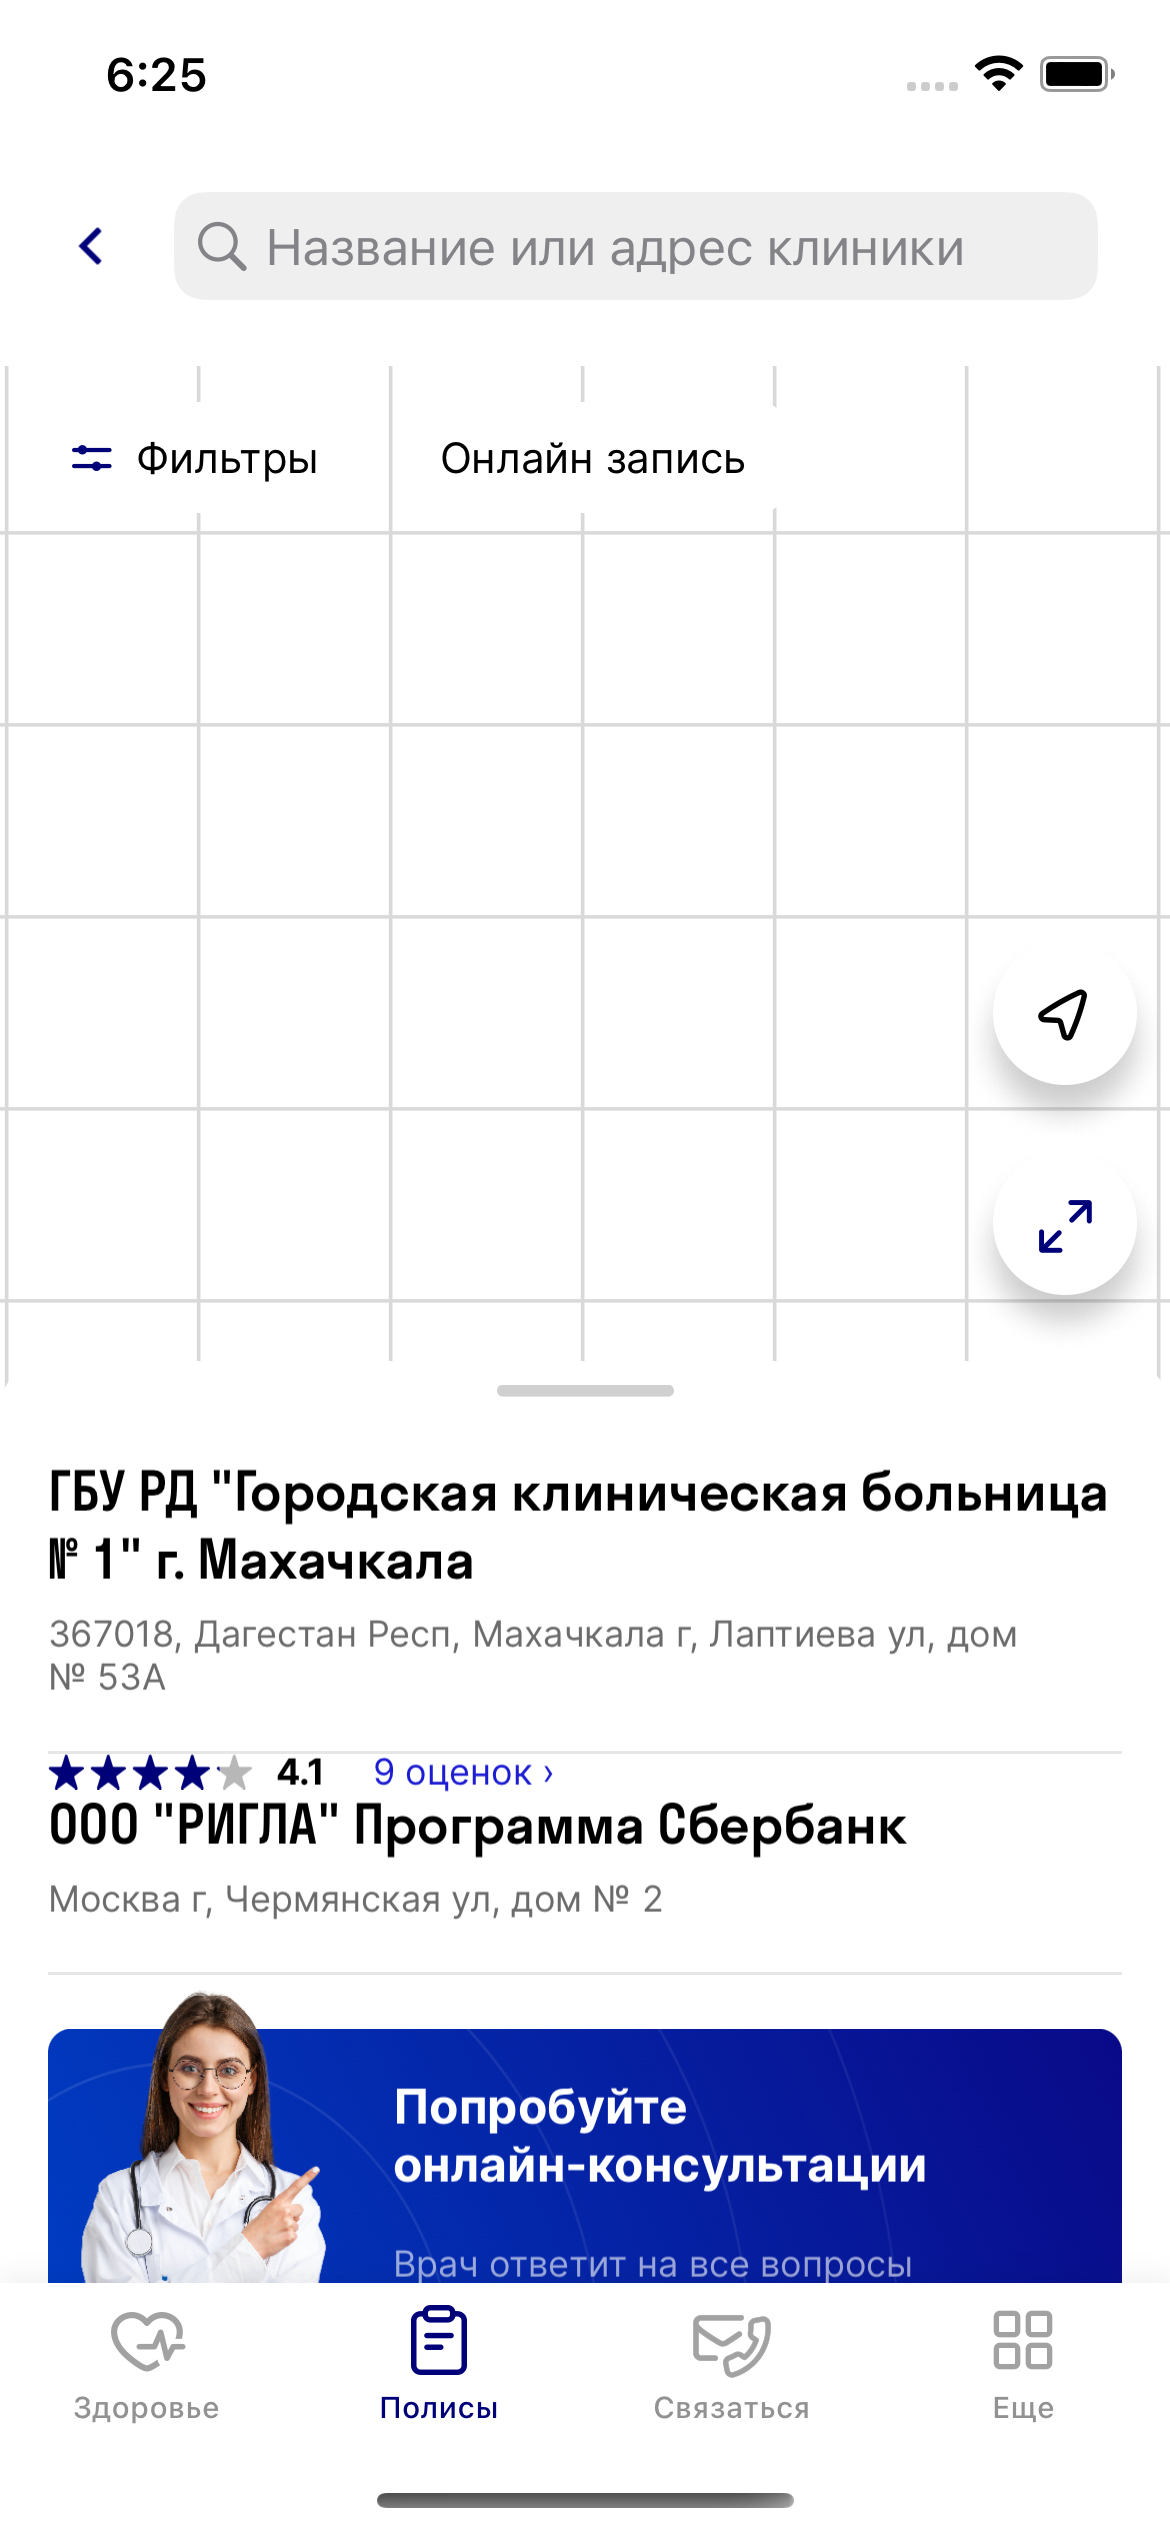 6:25
Название или адрес клиники
Фильтры
Онлайн запись
ГБУ РД "Городская клиническая больница
№ 1" г. Махачкала
367018, Дагестан Респ, Махачкала г, Лаптиева ул, дом
№ 53А
4.1 9 оценок ›
ООО "РИГЛА" Программа Сбербанк
Москва г, Чермянская ул, дом № 2
Попробуйте
онлайн-консультации
Врач ответит на все вопросы
Здоровье
Полисы
Связаться
Еще